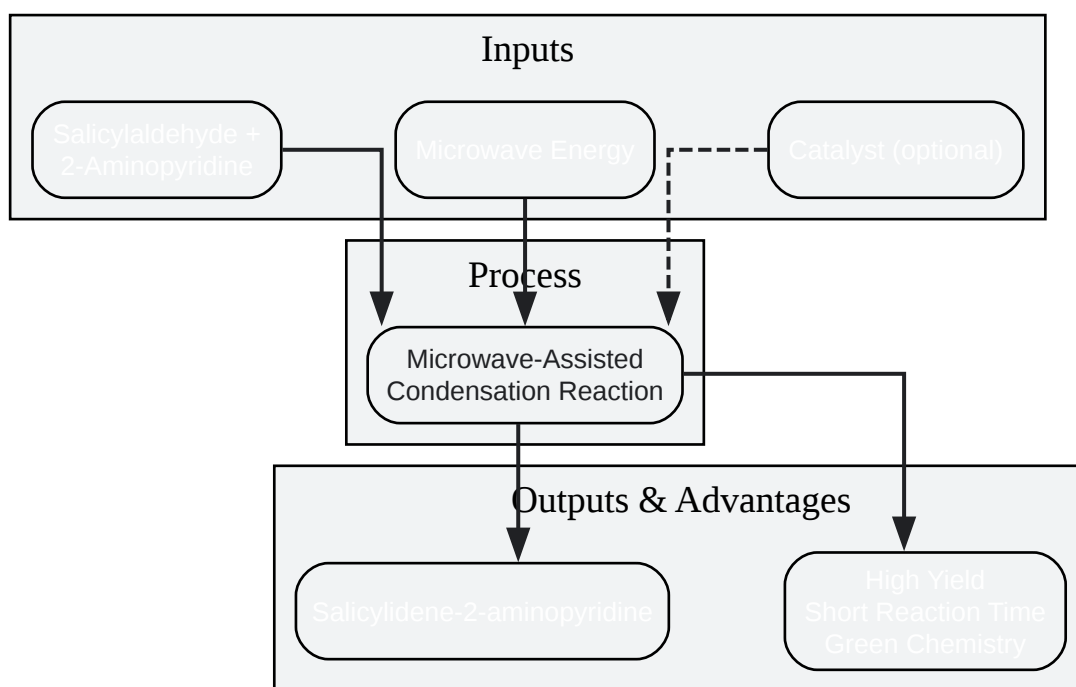 Inputs
Salicylaldehyde +
2-Aminopyridine
Microwave Energy
Catalyst (optional)
Process
Microwave-Assisted
Condensation Reaction
Outputs & Advantages
Salicylidene-2-aminopyridine
High Yield
Short Reaction Time
Green Chemistry